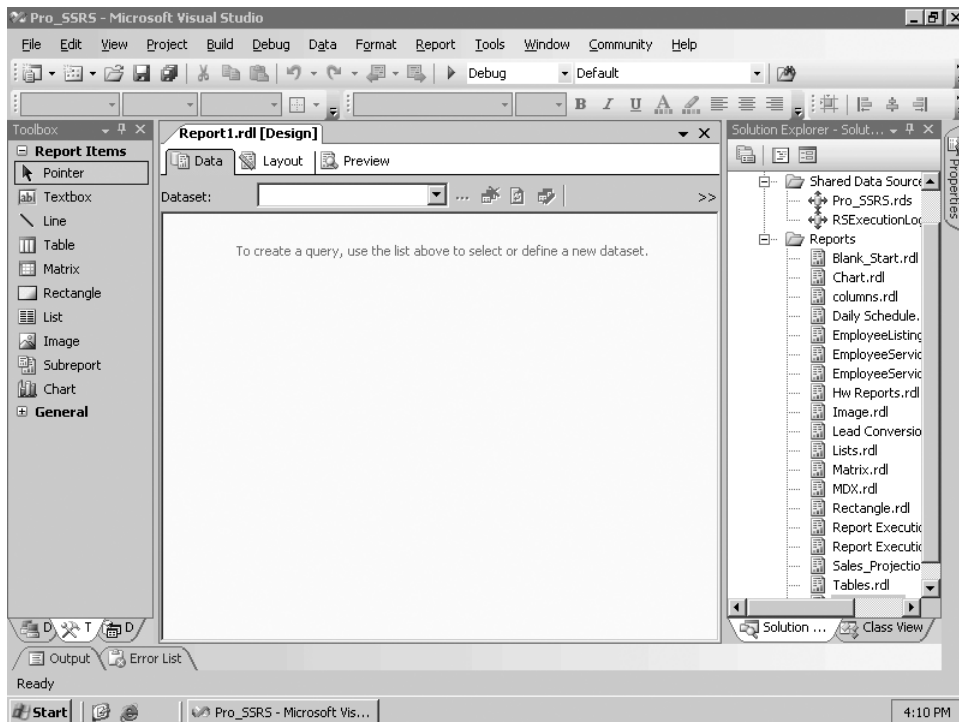 Pro_SSRS - Microsoft Visual Studio
File Edit View Project Build Debug Data Format Report Tools Window Community Help
Debug Default
B I U A
Toolbox
Report Items
Pointer
Textbox
Line
Table
Matrix
Rectangle
List
Image
Subreport
Chart
General
D T D
Report1.rdl [Design]
Data Layout Preview
Dataset: ... >>
To create a query, use the list above to select or define a new dataset.
Solution Explorer - Solut...
Shared Data Source
Pro_SSRS.rds
RSExecutionLog
Reports
Blank_Start.rdl
Chart.rdl
columns.rdl
Daily Schedule.
EmployeeListing
EmployeeServic
EmployeeServic
Hw Reports.rdl
Image.rdl
Lead Conversio
Lists.rdl
Matrix.rdl
MDX.rdl
Rectangle.rdl
Report Executio
Report Executio
Sales_Projectio
Tables.rdl
Solution ... Class View
Properties
Output Error List
Ready
Start Pro_SSRS - Microsoft Vis... 4:10 PM